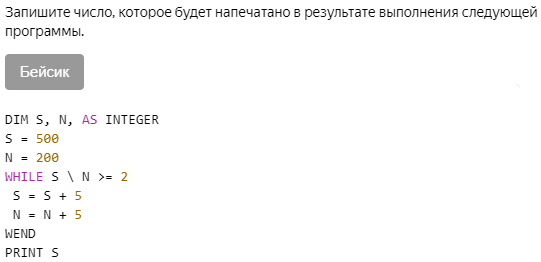 Запишите число, которое будет напечатано в результате выполнения следующей
программы.
Бейсик
DIM S, N, AS INTEGER
S = 500
N = 200
WHILE S \ N >= 2
S = S + 5
N = N + 5
WEND
PRINT S